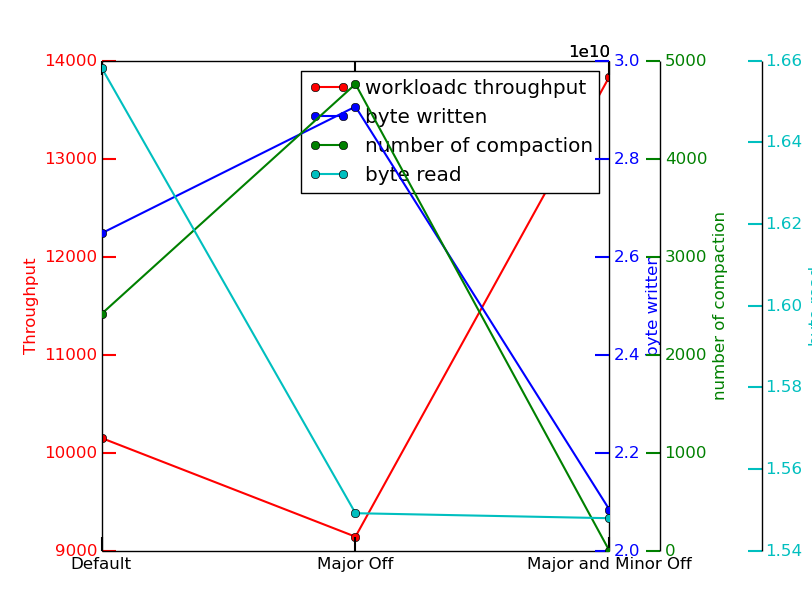 1e10
14000
13000
12000
11000
10000
9000
Throughput
workloadc throughput
byte written
number of compaction
byte read
3.0
2.8
2.6
2.4
2.2
2.0
byte written
5000
4000
3000
2000
1000
0
number of compaction
1.66
1.64
1.62
1.60
1.58
1.56
1.54
Default
Major Off
Major and Minor Off